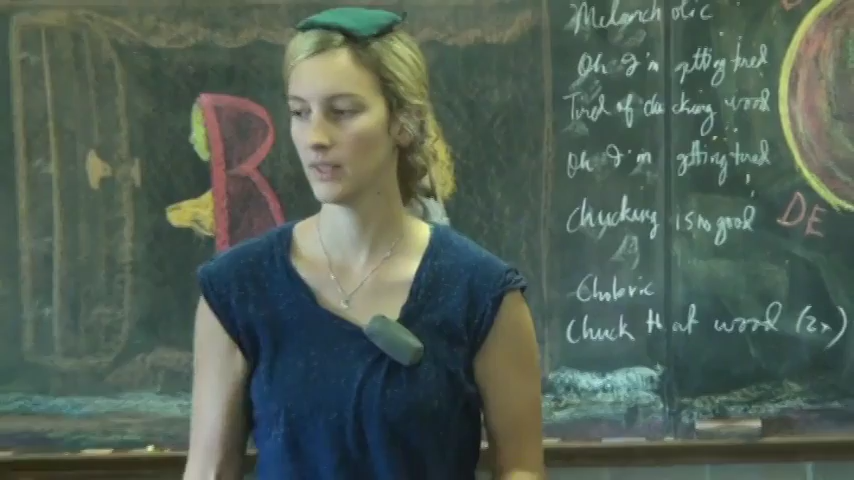 R
Melancholic
Oh I'm getting tired
Tired of chucking wood
Oh I'm getting tired
Chucking is no good
DE
Choleric
Chuck that wood (2x)